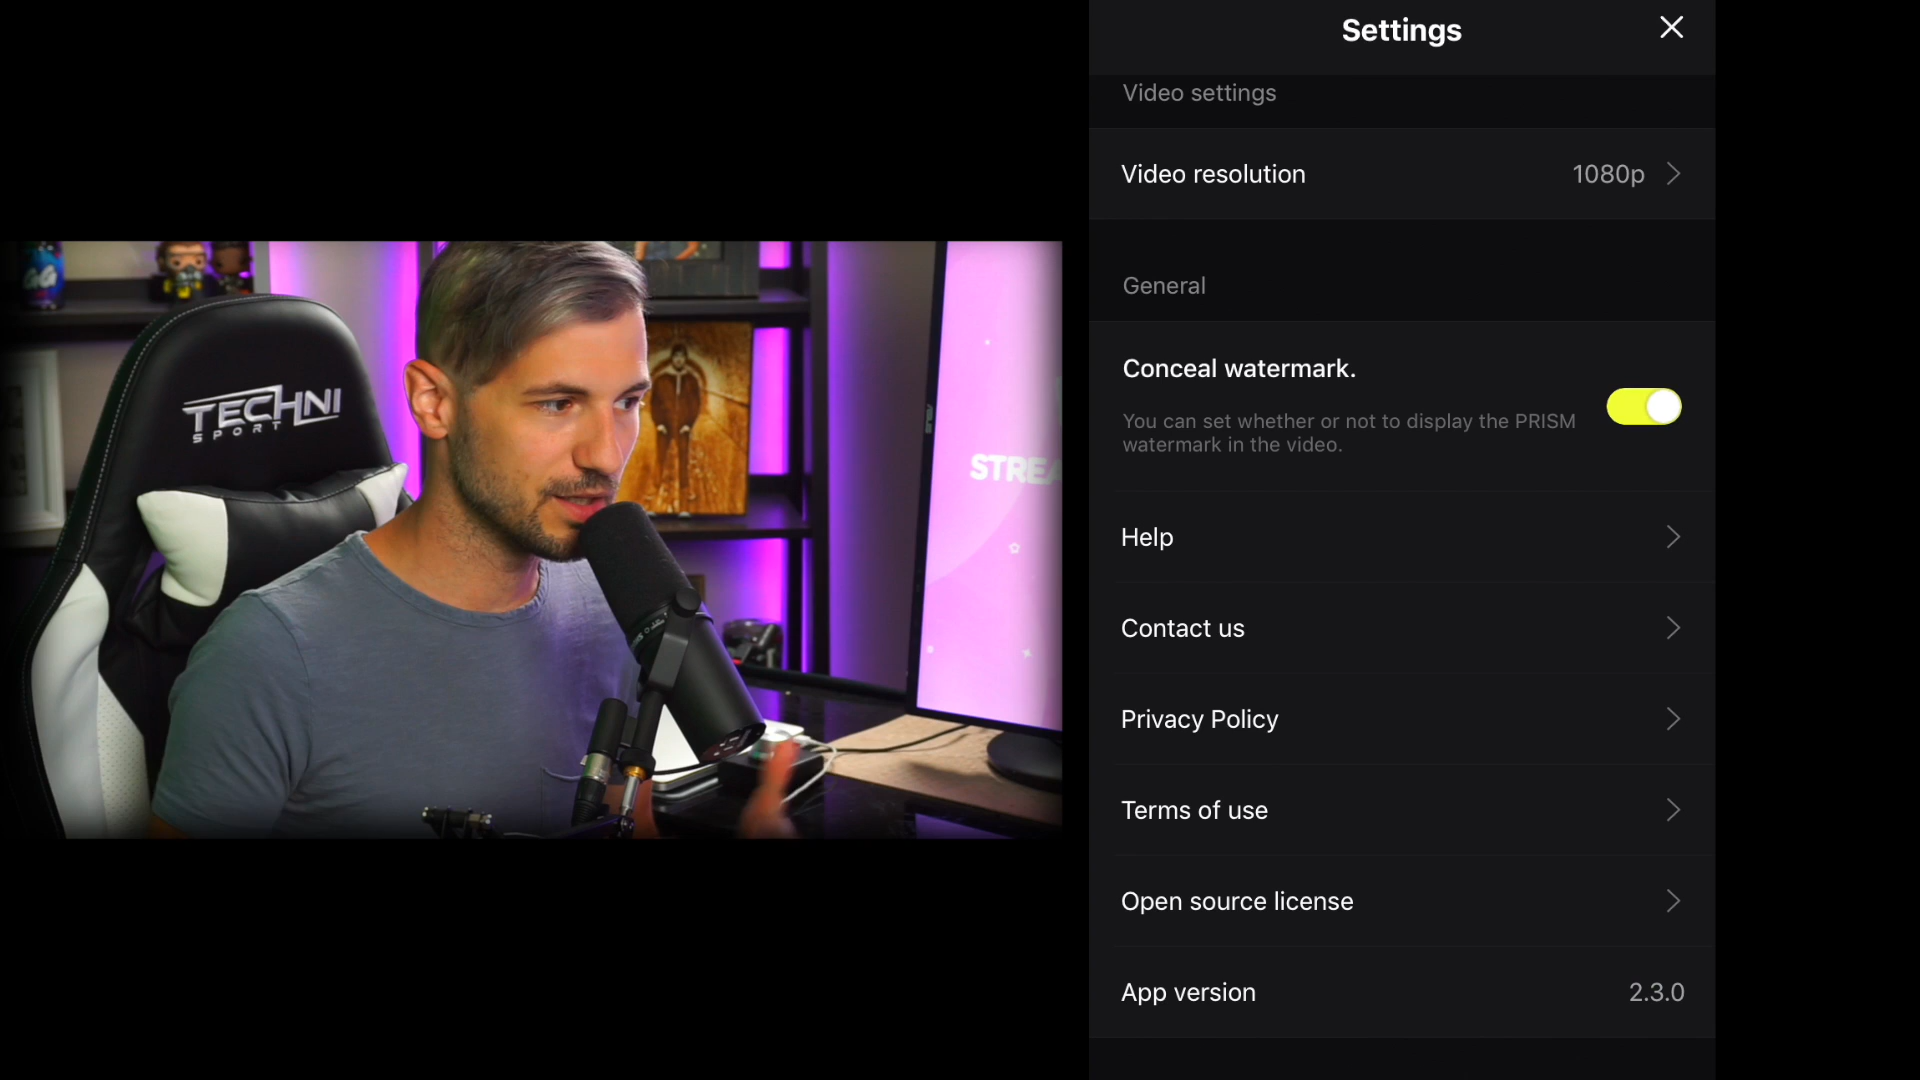 Settings
Video settings
Video resolution 1080p
General
Conceal watermark.
You can set whether or not to display the PRISM
watermark in the video.
Help
Contact us
Privacy Policy
Terms of use
Open source license
App version 2.3.0
TECHNI
SPORT
STREA